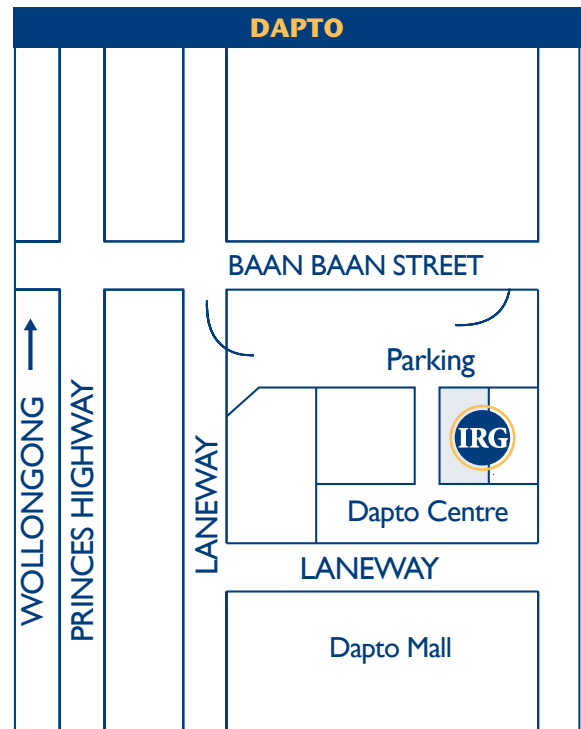 DAPTO
BAAN BAAN STREET
Parking
IRG
WOLLONGONG
PRINCES HIGHWAY
LANEWAY
Dapto Centre
LANEWAY
Dapto Mall